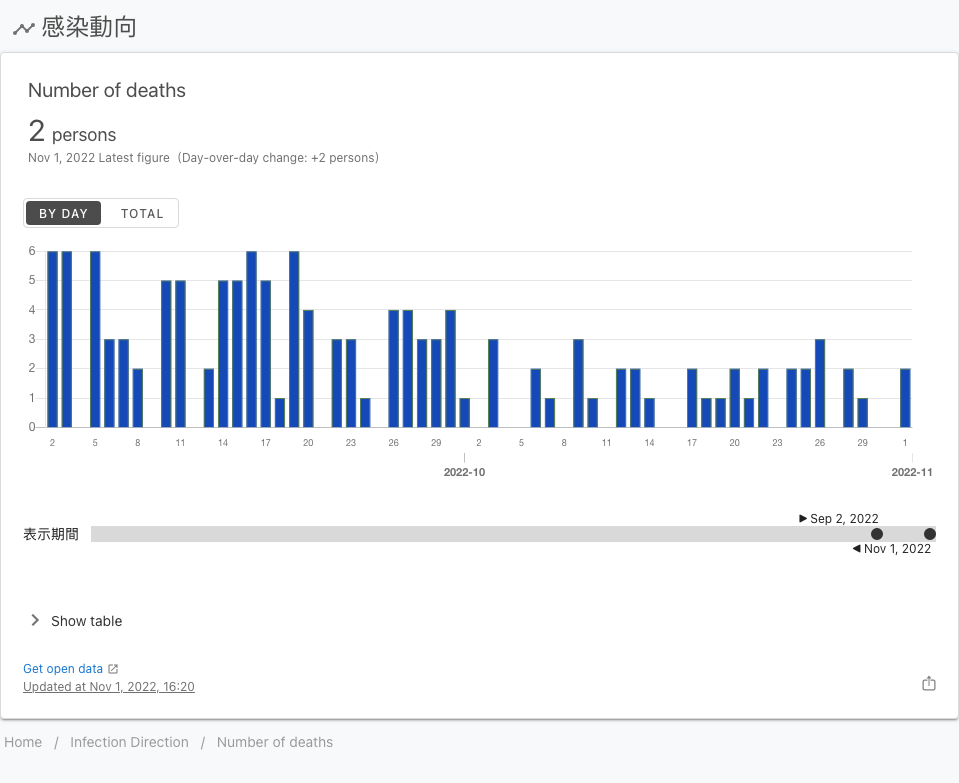 感染動向
Number of deaths
2 persons
Nov 1, 2022 Latest figure (Day-over-day change: +2 persons)
BY DAY TOTAL
6
5
4
3
2
1
0
2 5 8 11 14 17 20 23 26 29 2 5 8 11 14 17 20 23 26 29 1
2022-10 2022-11
Sep 2, 2022
表示期間
Nov 1, 2022
Show table
Get open data
Updated at Nov 1, 2022, 16:20
Home / Infection Direction / Number of deaths